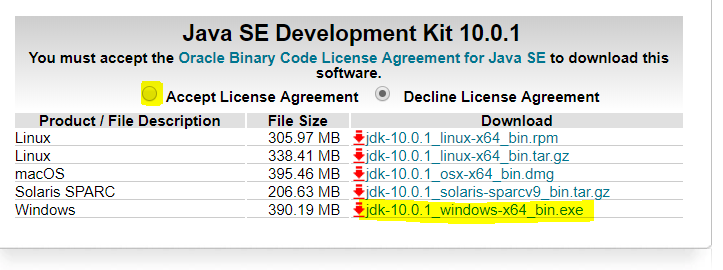 Java SE Development Kit 10.0.1
You must accept the Oracle Binary Code License Agreement for Java SE to download this
software.
Accept License Agreement Decline License Agreement
Product / File Description File Size Download
Linux 305.97 MB jdk-10.0.1_linux-x64_bin.rpm
Linux 338.41 MB jdk-10.0.1_linux-x64_bin.tar.gz
macOS 395.46 MB jdk-10.0.1_osx-x64_bin.dmg
Solaris SPARC 206.63 MB jdk-10.0.1_solaris-sparcv9_bin.tar.gz
Windows 390.19 MB jdk-10.0.1_windows-x64_bin.exe